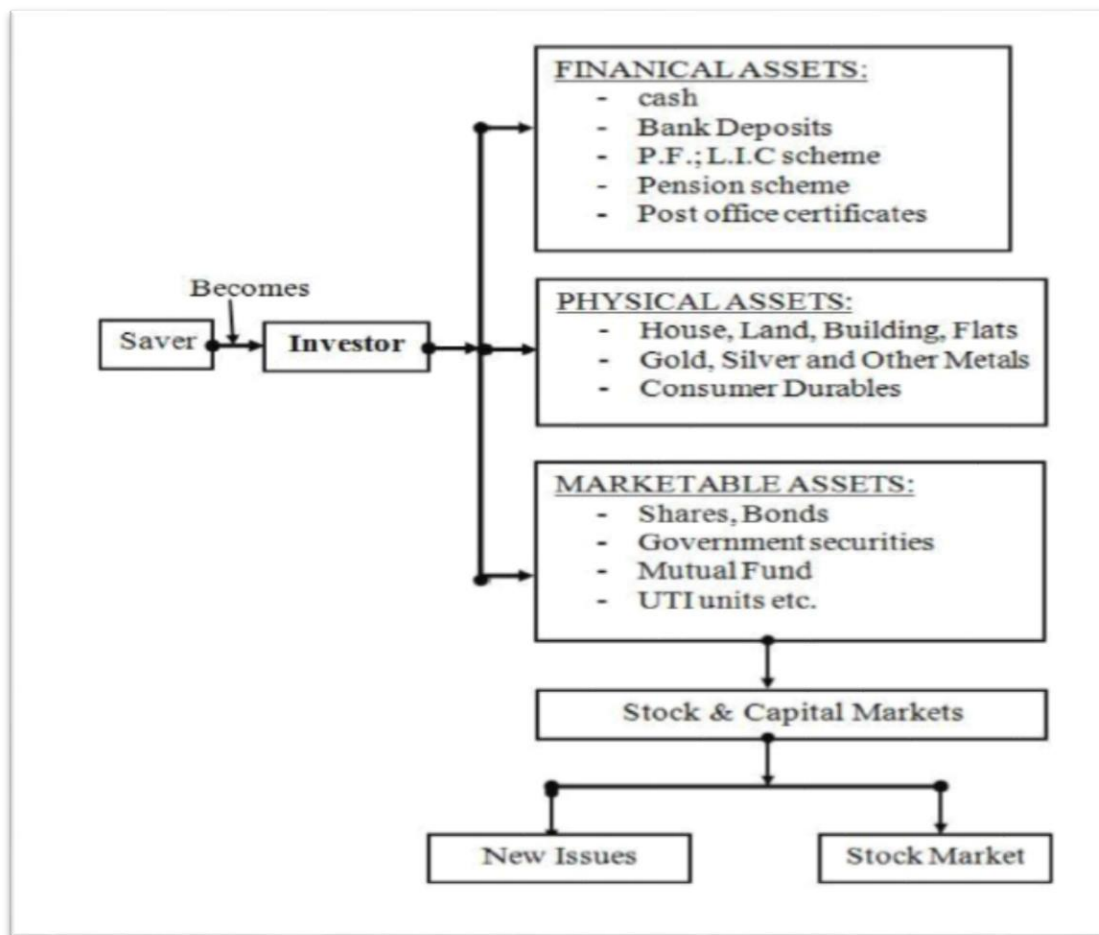 FINANICAL ASSETS:
- cash
- Bank Deposits
- P.F.; L.I.C scheme
- Pension scheme
- Post office certificates
Becomes
Saver
Investor
PHYSICAL ASSETS:
- House, Land, Building, Flats
- Gold, Silver and Other Metals
- Consumer Durables
MARKETABLE ASSETS:
- Shares, Bonds
- Government securities
- Mutual Fund
- UTI units etc.
Stock & Capital Markets
New Issues
Stock Market